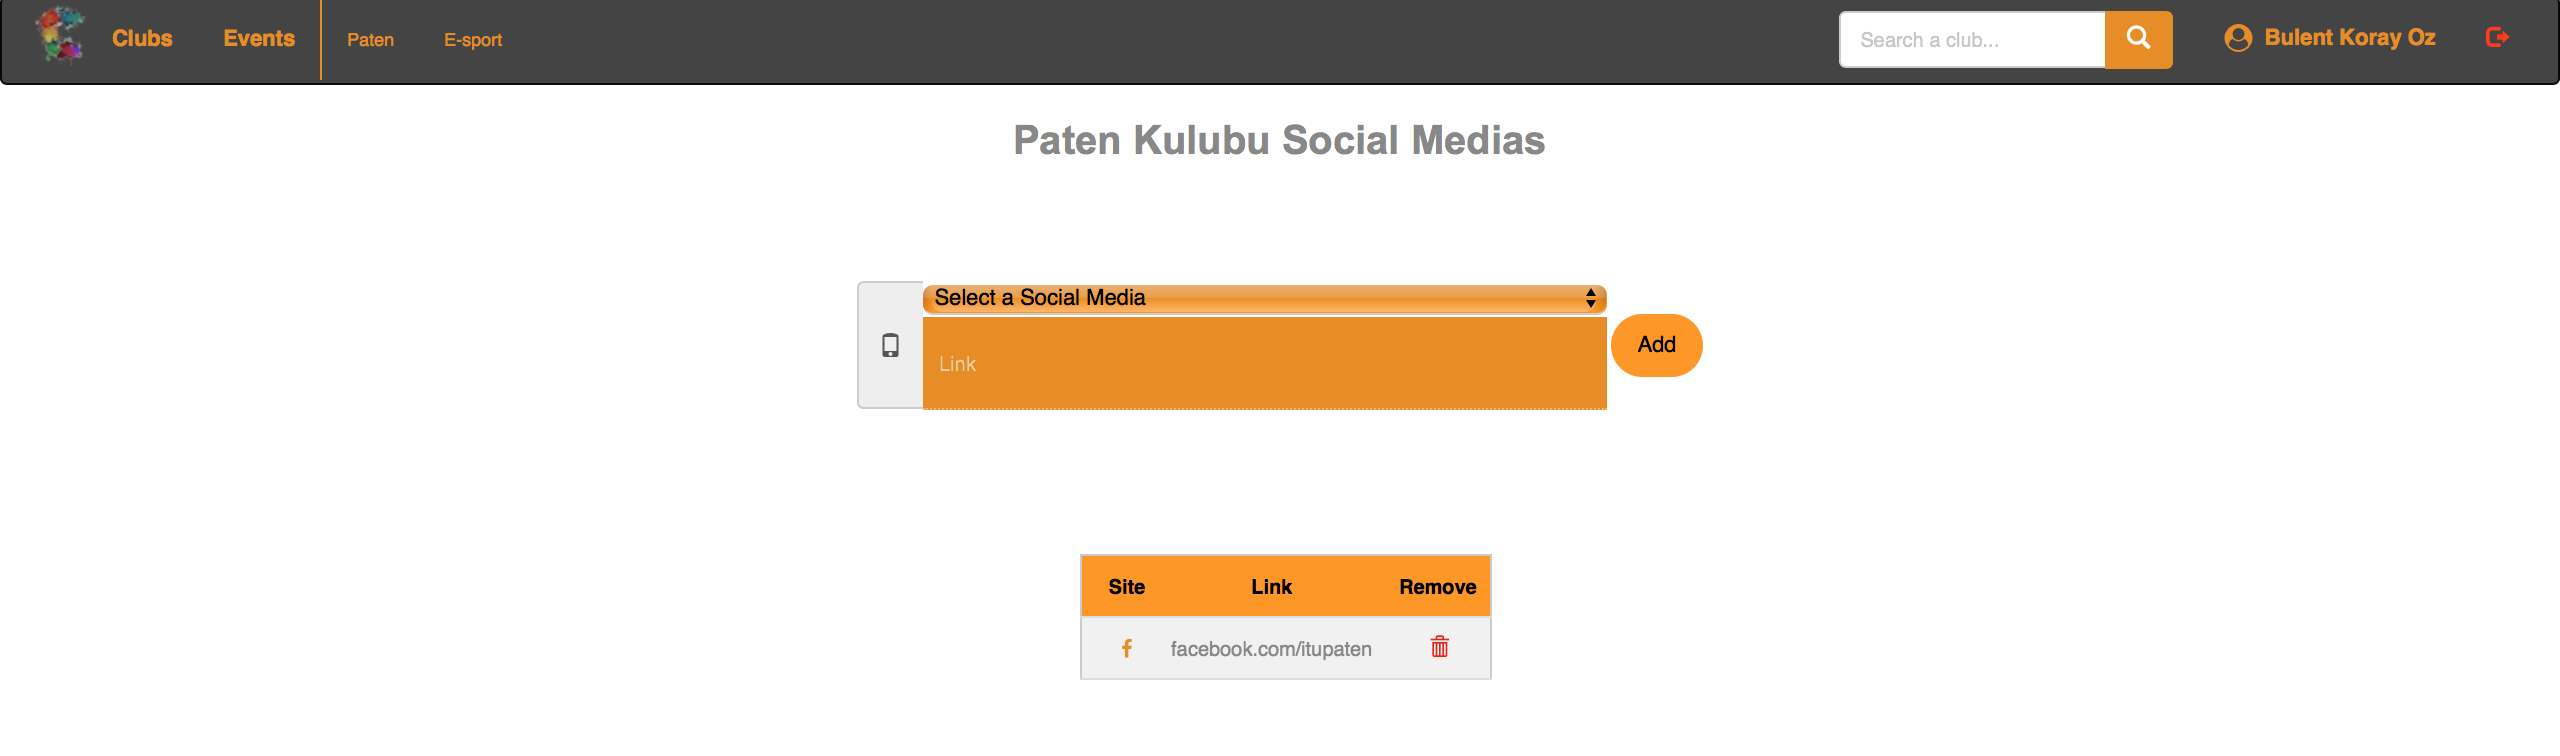 Clubs Events Paten E-sport Search a club... Bulent Koray Oz
Paten Kulubu Social Medias
Select a Social Media
Link
Add
Site Link Remove
facebook.com/itupaten